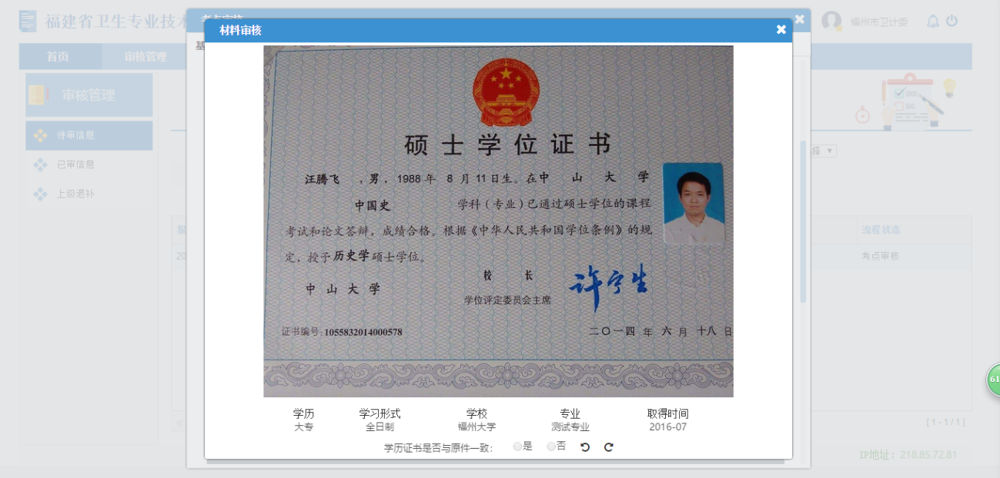 福建省卫生专业技术
考点审核
福州市卫计委
首页
审核管理
审核管理
待审信息
已审信息
上级退补
材料审核
硕士学位证书
汪腾飞 , 男, 1988 年 8 月 11 日生。在中山大学
中国史 学科(专业)已通过硕士学位的课程
考试和论文答辩,成绩合格。根据《中华人民共和国学位条例》的规
定,授予历史学硕士学位。
校 长 许宁生
中山大学
学位评定委员会主席
证书编号:1055832014000578
二〇一四 年 六 月 十八 日
学历 学习形式 学校 专业 取得时间
大专 全日制 福州大学 测试专业 2016-07
学历证书是否与原件一致: 是 否
择
流程状态
20
考点审核
61
[1-1/1]
IP地址:218.85.72.81